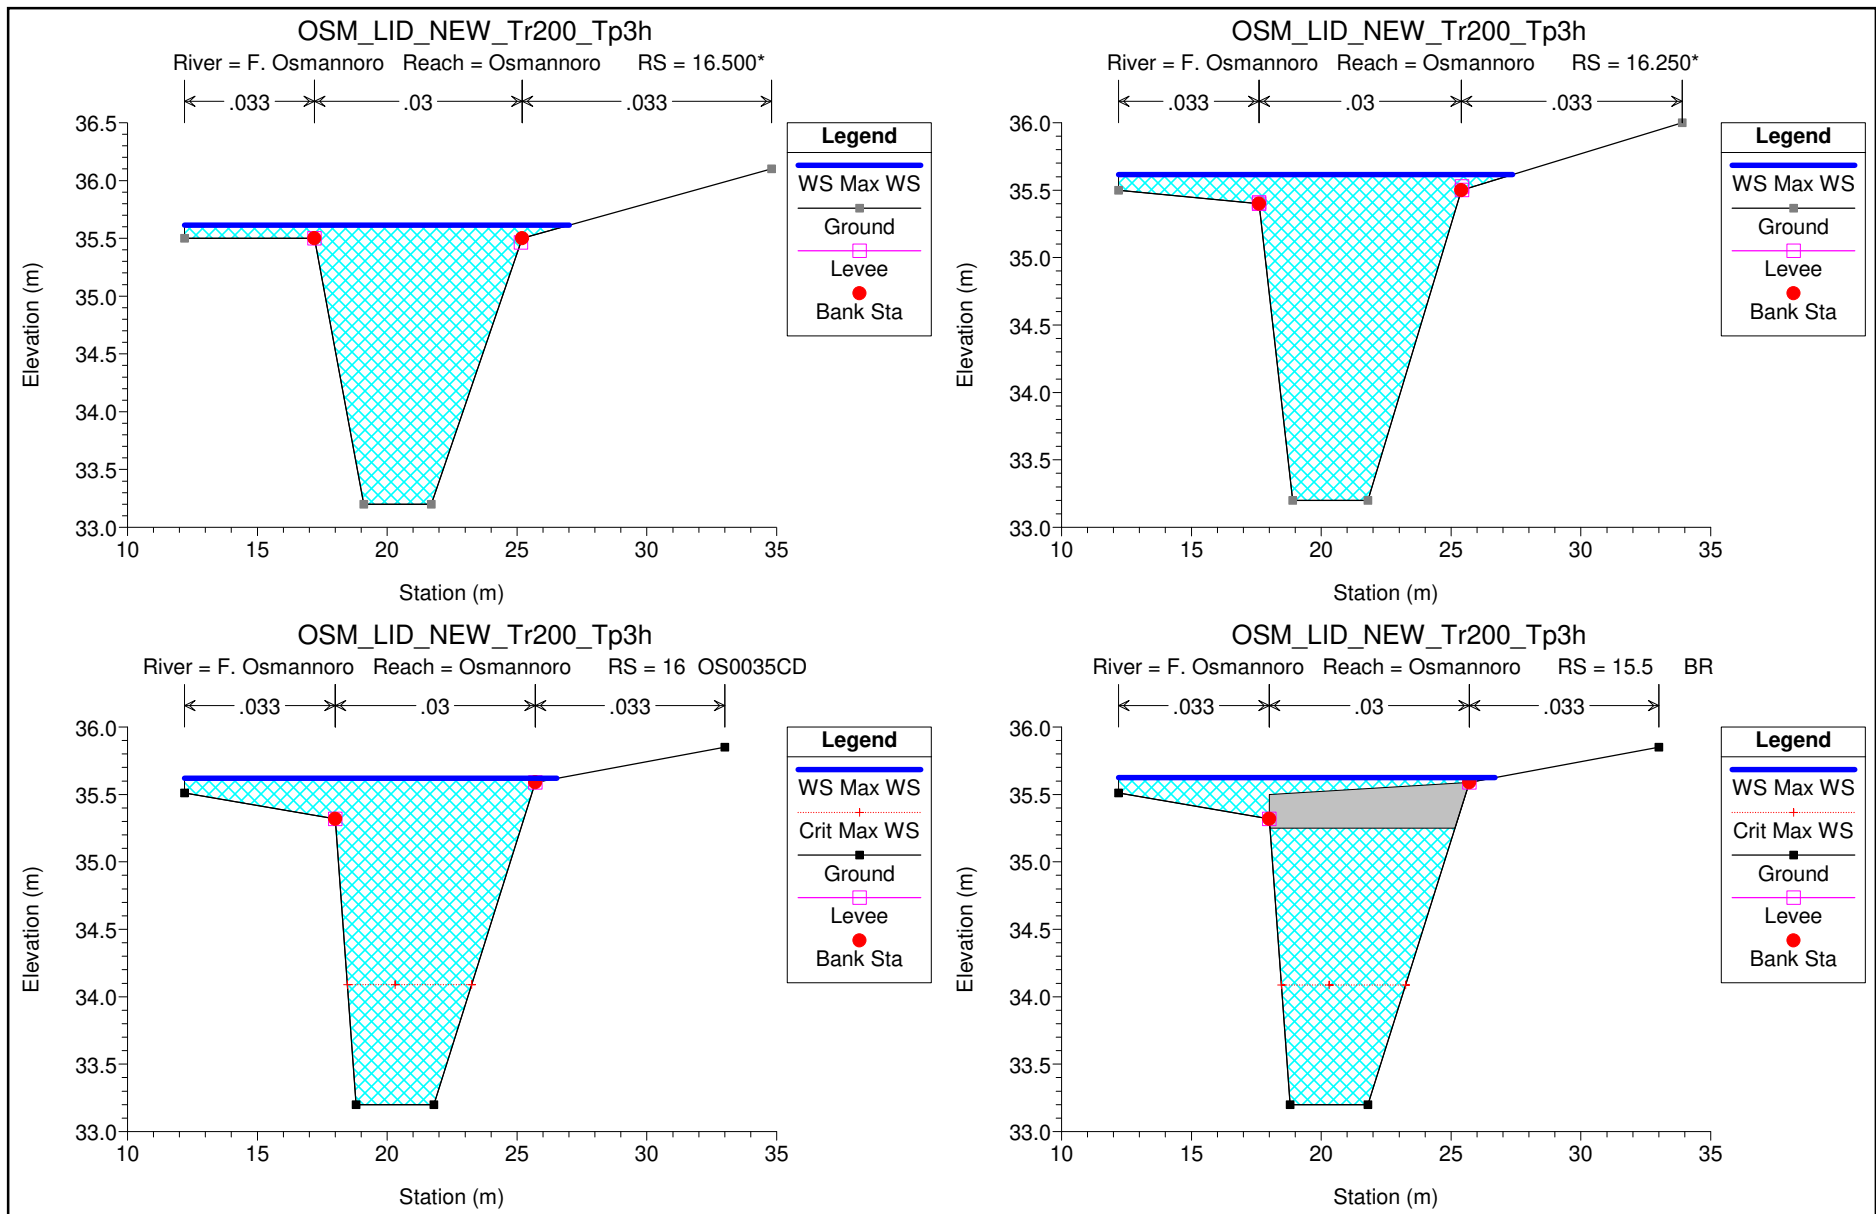 OSM_LID_NEW_Tr200_Tp3h
River = F. Osmannoro Reach = Osmannoro RS = 16.500*
.033 .03 .033
36.5
36.0
35.5
35.0
34.5
34.0
33.5
33.0
Elevation (m)
10 15 20 25 30 35
Station (m)
Legend
WS Max WS
Ground
Levee
Bank Sta
OSM_LID_NEW_Tr200_Tp3h
River = F. Osmannoro Reach = Osmannoro RS = 16.250*
.033 .03 .033
36.0
35.5
35.0
34.5
34.0
33.5
33.0
Elevation (m)
10 15 20 25 30 35
Station (m)
Legend
WS Max WS
Ground
Levee
Bank Sta
OSM_LID_NEW_Tr200_Tp3h
River = F. Osmannoro Reach = Osmannoro RS = 16 OS0035CD
.033 .03 .033
36.0
35.5
35.0
34.5
34.0
33.5
33.0
Elevation (m)
10 15 20 25 30 35
Station (m)
Legend
WS Max WS
Crit Max WS
Ground
Levee
Bank Sta
OSM_LID_NEW_Tr200_Tp3h
River = F. Osmannoro Reach = Osmannoro RS = 15.5 BR
.033 .03 .033
36.0
35.5
35.0
34.5
34.0
33.5
33.0
Elevation (m)
10 15 20 25 30 35
Station (m)
Legend
WS Max WS
Crit Max WS
Ground
Levee
Bank Sta